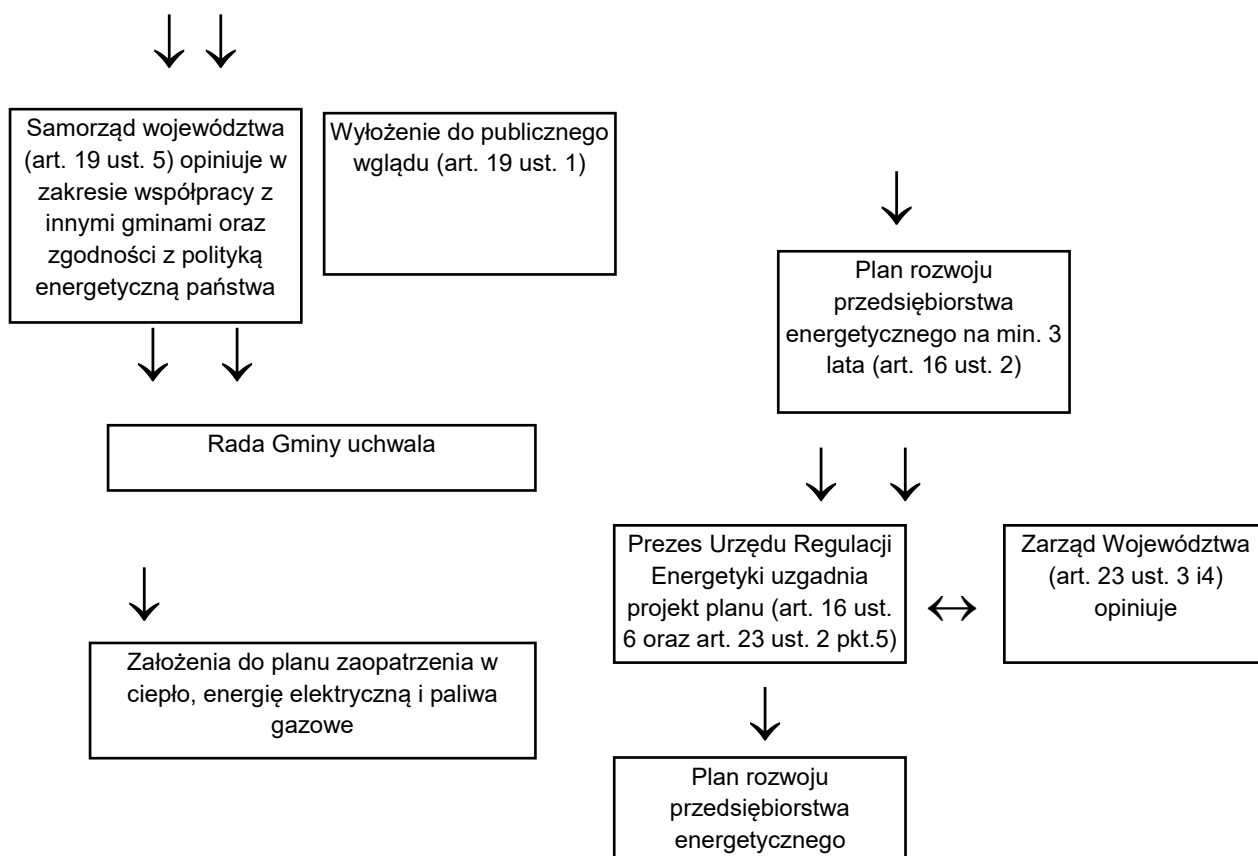 Samorząd województwa
(art. 19 ust. 5) opiniuje w
zakresie współpracy z
innymi gminami oraz
zgodności z polityką
energetyczną państwa
Wyłożenie do publicznego
wglądu (art. 19 ust. 1)
Plan rozwoju
przedsiębiorstwa
energetycznego na min. 3
lata (art. 16 ust. 2)
Rada Gminy uchwala
Prezes Urzędu Regulacji
Energetyki uzgadnia
projekt planu (art. 16 ust.
6 oraz art. 23 ust. 2 pkt.5)
Zarząd Województwa
(art. 23 ust. 3 i4)
opiniuje
Założenia do planu zaopatrzenia w
ciepło, energię elektryczną i paliwa
gazowe
Plan rozwoju
przedsiębiorstwa
energetycznego